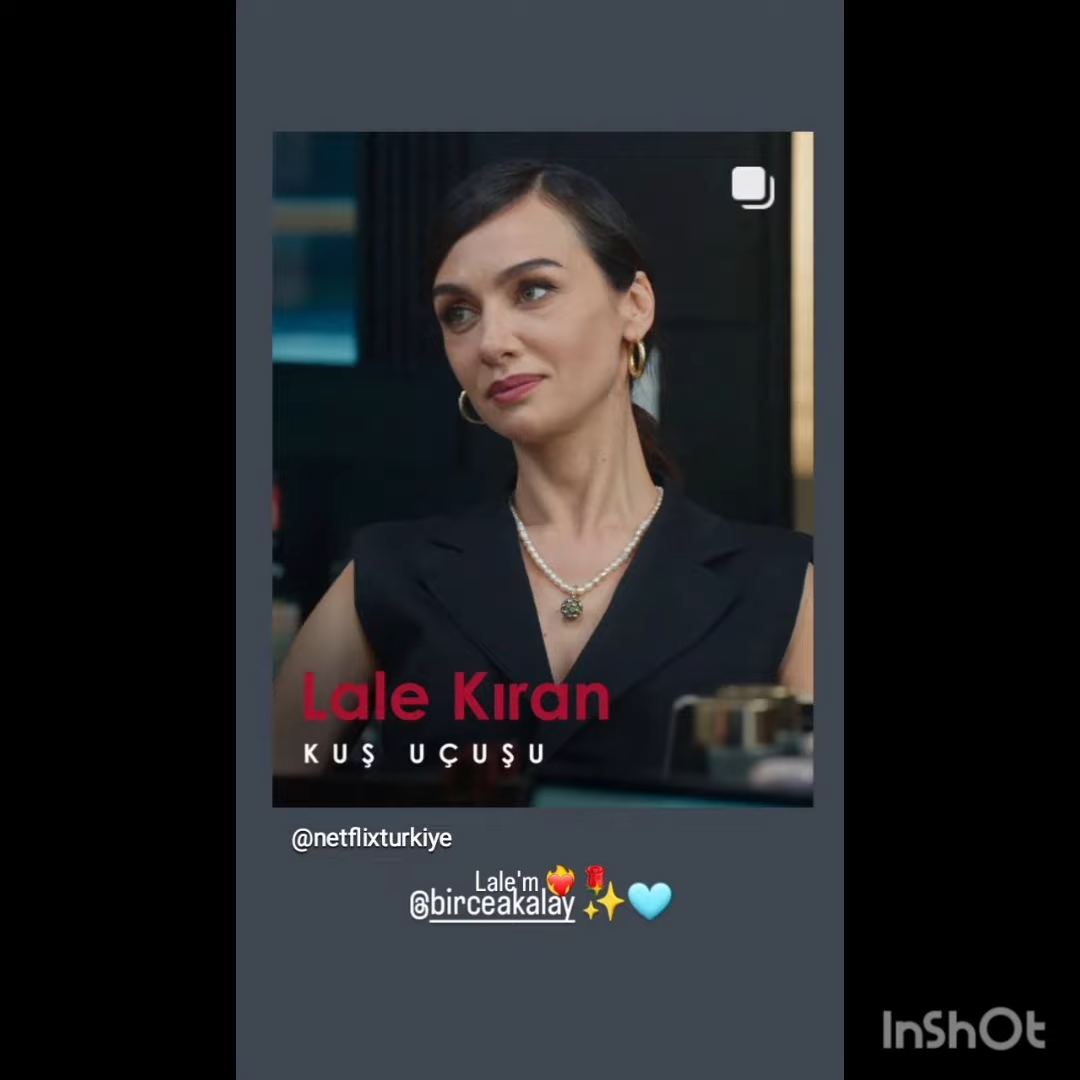 Lale Kıran
KUŞ UÇUŞU
@netflixturkiye
Lale'm ❤️‍🔥🌹
@birceakalay ✨🩵
InShOt